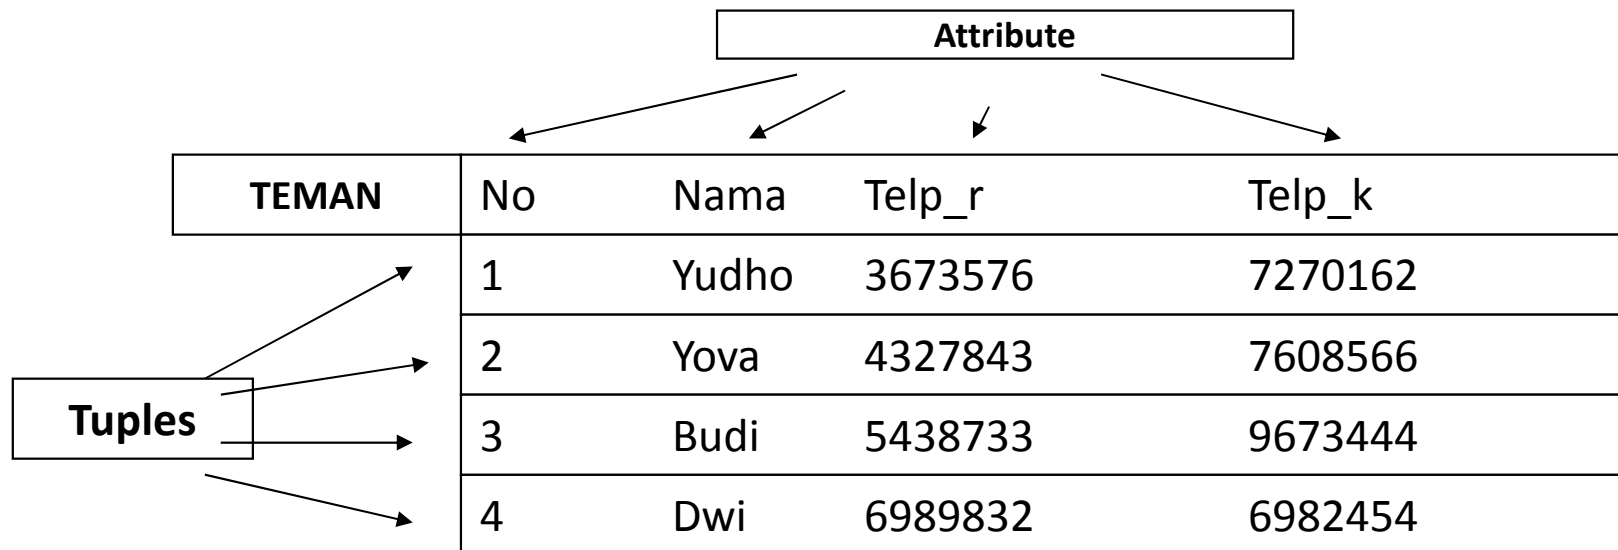 Attribute
TEMAN No Nama Telp_r Telp_k
1 Yudho 3673576 7270162
2 Yova 4327843 7608566
Tuples
3 Budi 5438733 9673444
4 Dwi 6989832 6982454